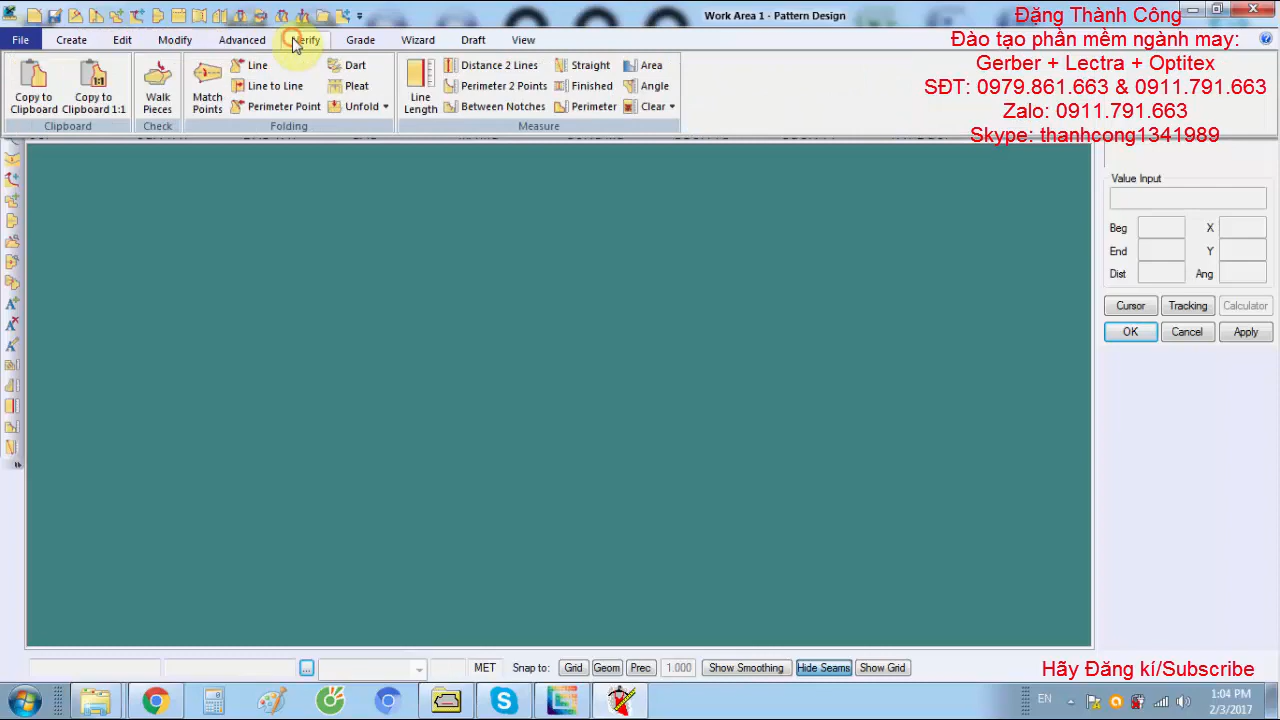 Work Area 1 - Pattern Design
Đặng Thành Công
Đào tạo phần mềm ngành may:
Gerber + Lectra + Optitex
SĐT: 0979.861.663 & 0911.791.663
Zalo: 0911.791.663
Skype: thanhcong1341989
File Create Edit Modify Advanced Verify Grade Wizard Draft View
Copy to Clipboard
Copy to Clipboard 1:1
Clipboard
Walk Pieces
Check
Match Points
Line
Line to Line
Perimeter Point
Dart
Pleat
Unfold
Folding
Line Length
Distance 2 Lines
Perimeter 2 Points
Between Notches
Straight
Finished
Perimeter
Area
Angle
Clear
Measure
Value Input
Beg X
End Y
Dist Ang
Cursor Tracking Calculator
OK Cancel Apply
... MET Snap to: Grid Geom Prec 1.000 Show Smoothing Hide Seams Show Grid
Hãy Đăng kí/Subscribe
EN
1:04 PM
2/3/2017